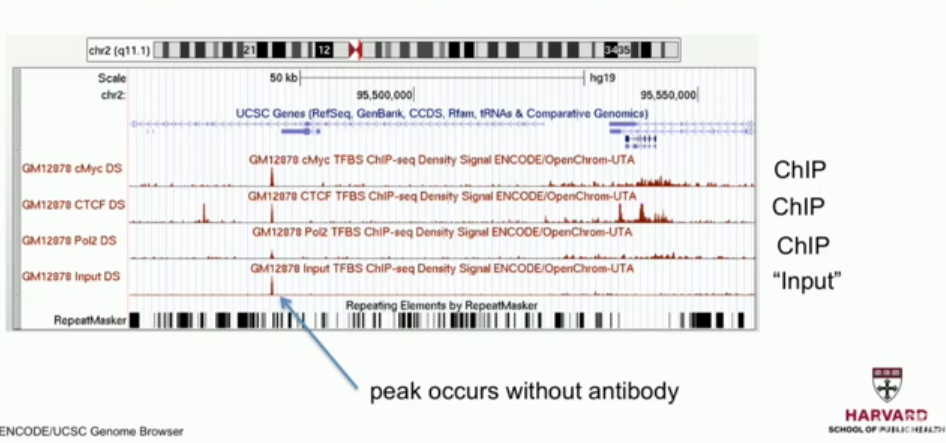 chr2 (q11.1) 21 12 34 35
Scale 50 kb hg19
chr2: 95,500,000 95,550,000
UCSC Genes (RefSeq, GenBank, CCDS, Rfam, tRNAs & Comparative Genomics)
GM12878 cMyc TFBS ChIP-seq Density Signal ENCODE/OpenChrom-UTA
GM12878 cMyc DS ChIP
GM12878 CTCF TFBS ChIP-seq Density Signal ENCODE/OpenChrom-UTA
GM12878 CTCF DS ChIP
GM12878 Pol2 TFBS ChIP-seq Density Signal ENCODE/OpenChrom-UTA
GM12878 Pol2 DS ChIP
GM12878 Input TFBS ChIP-seq Density Signal ENCODE/OpenChrom-UTA
GM12878 Input DS "Input"
Repeating Elements by RepeatMasker
RepeatMasker
peak occurs without antibody
HARVARD
SCHOOL OF PUBLIC HEALTH
ENCODE/UCSC Genome Browser